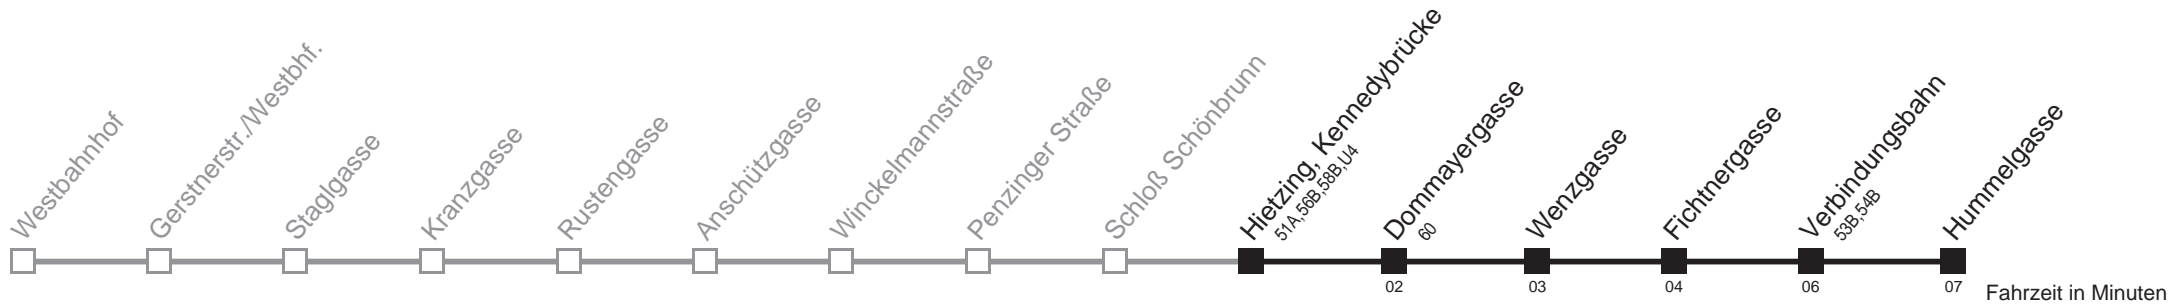 Westbahnhof
Gerstnerstr./Westbhf.
Staglgasse
Kranzgasse
Rustengasse
Anschützgasse
Winckelmannstraße
Penzinger Straße
Schloß Schönbrunn
Hietzing, Kennedybrücke
51A,56B,58B,U4
Dommayergasse
60
Wenzgasse
Fichtnergasse
Verbindungsbahn
53B,54B
Hummelgasse
02 03 04 06 07
Fahrzeit in Minuten